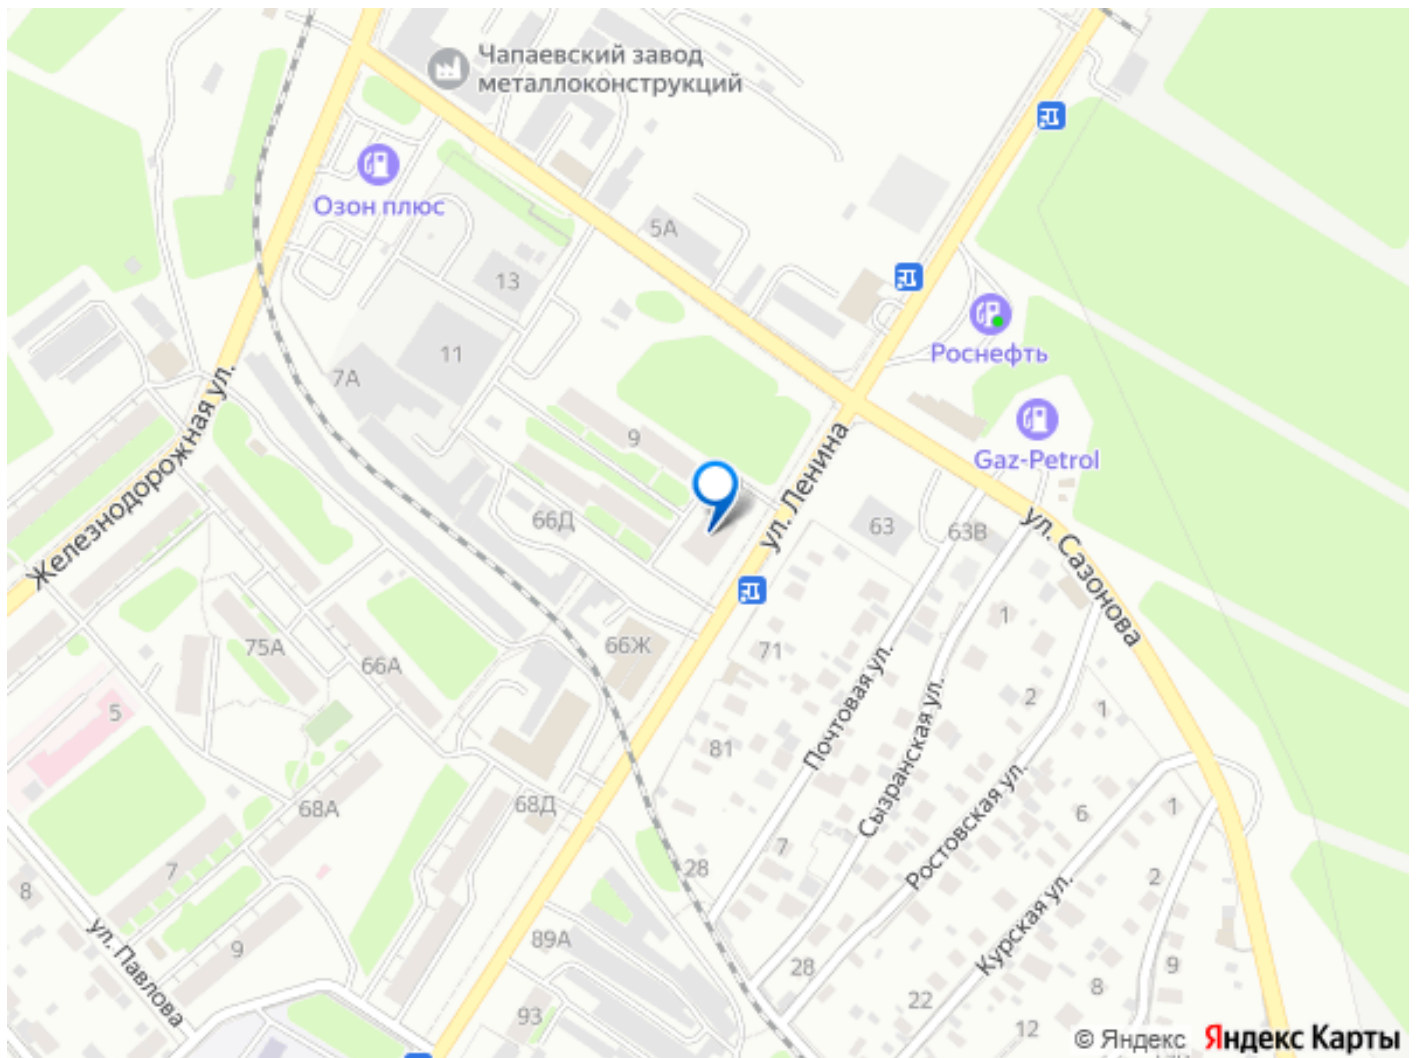 Чапаевский завод
металлоконструкций
Озон плюс
5А
13
Роснефть
11
7А
Железнодорожная ул.
9
Gaz-Petrol
ул. Ленина
66Д
63
63В
ул. Сазонова
1
75А
66А
66Ж
71
2
1
5
81
Почтовая ул.
Сызранская ул.
68А
68Д
Ростовская ул.
6
1
7
7
28
8
2
ул. Павлова
9
89А
28
Курская ул.
9
22
8
93
12
© Яндекс
Яндекс Карты